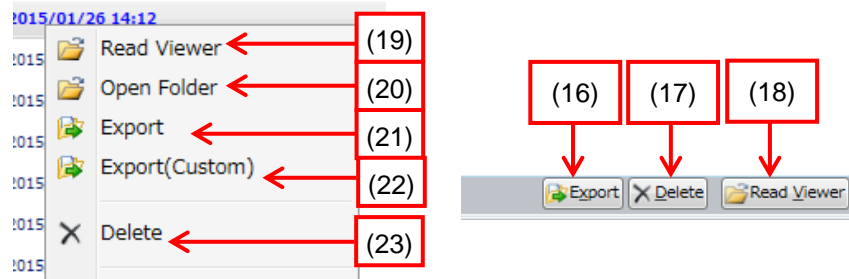 2015/01/26 14:12
2015 Read Viewer (19)
2015 Open Folder (20)
2015 Export (21)
2015 Export(Custom) (22)
2015 Delete (23)
2015
(16) (17) (18)
Export Delete Read Viewer